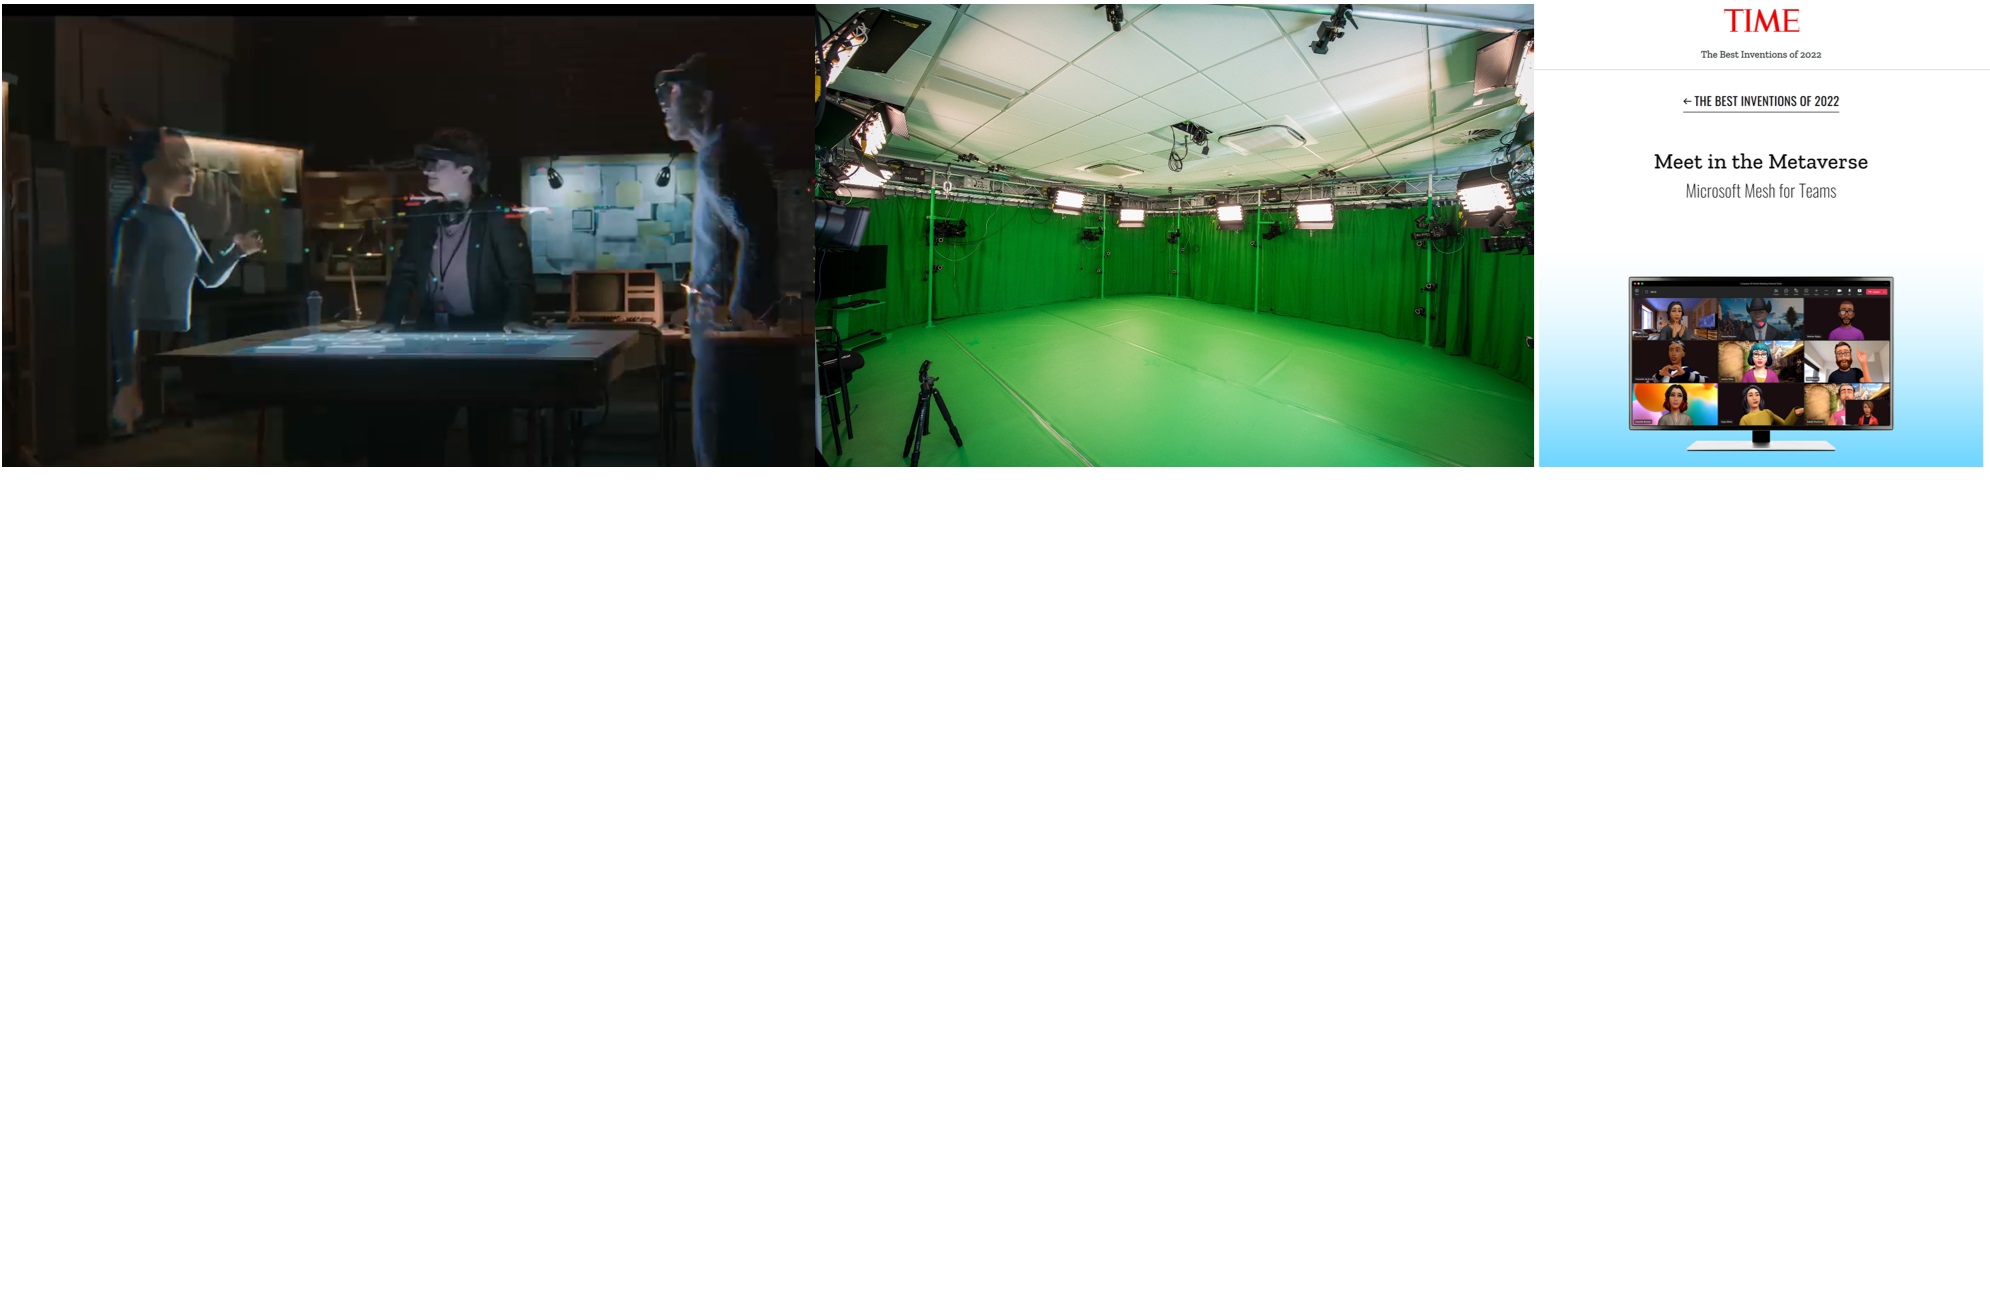 TIME
The Best Inventions of 2022
← THE BEST INVENTIONS OF 2022
Meet in the Metaverse
Microsoft Mesh for Teams